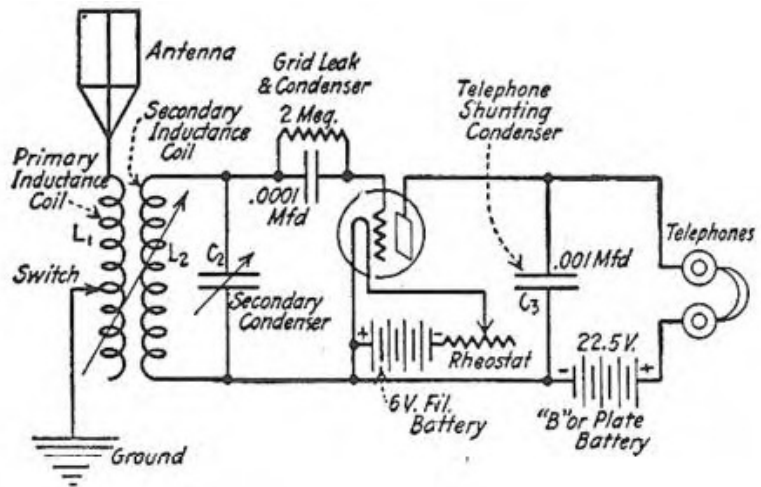 Antenna
Secondary
Inductance
Coil
Primary
Inductance
Coil
L₁
L₂
Switch
Ground
Grid Leak
& Condenser
2 Meg.
.0001
Mfd
C₂
Secondary
Condenser
Telephone
Shunting
Condenser
.001 Mfd
C₃
Telephones
+
-
Rheostat
6V. Fil.
Battery
22.5V.
- +
"B" or Plate
Battery